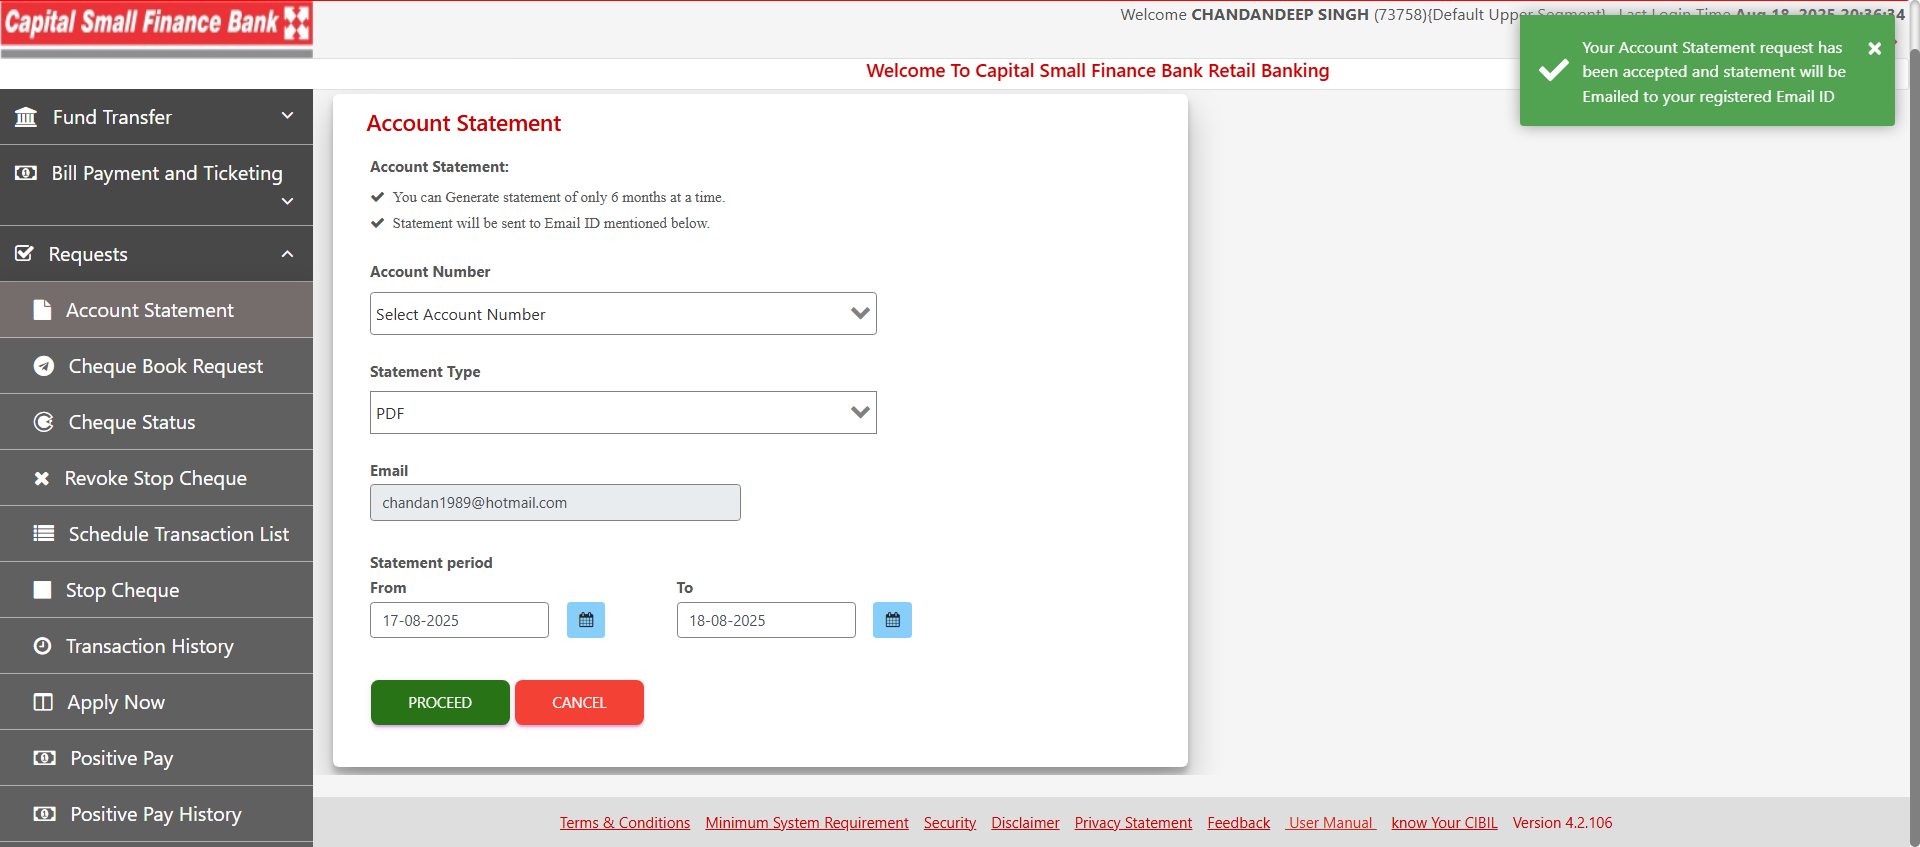 Capital Small Finance Bank
Welcome CHANDANDEEP SINGH (73758){Default Upper Segment} Last Login Time Aug 18, 2025 20:36:34
Your Account Statement request has
been accepted and statement will be
Emailed to your registered Email ID
Welcome To Capital Small Finance Bank Retail Banking
Fund Transfer
Bill Payment and Ticketing
Requests
Account Statement
Cheque Book Request
Cheque Status
Revoke Stop Cheque
Schedule Transaction List
Stop Cheque
Transaction History
Apply Now
Positive Pay
Positive Pay History
Account Statement
Account Statement:
You can Generate statement of only 6 months at a time.
Statement will be sent to Email ID mentioned below.
Account Number
Select Account Number
Statement Type
PDF
Email
chandan1989@hotmail.com
Statement period
From To
17-08-2025 18-08-2025
PROCEED CANCEL
Terms & Conditions Minimum System Requirement Security Disclaimer Privacy Statement Feedback User Manual know Your CIBIL Version 4.2.106